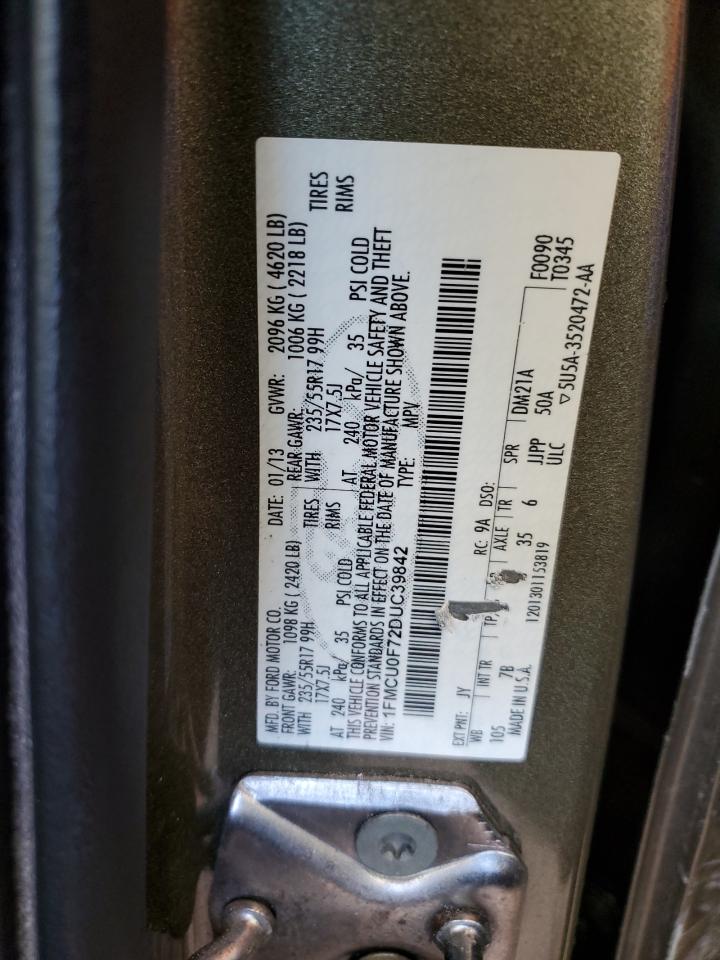 MFD. BY FORD MOTOR CO. DATE: 01/13 GVWR: 2096 KG ( 4620 LB)
FRONT GAWR: 1098 KG ( 2420 LB) REAR GAWR: 1006 KG ( 2218 LB)
WITH 235/55R17 99H TIRES WITH 235/55R17 99H TIRES
17X7.5J RIMS 17X7.5J RIMS
AT 240 kPa/ 35 PSI COLD AT 240 kPa/ 35 PSI COLD
THIS VEHICLE CONFORMS TO ALL APPLICABLE FEDERAL MOTOR VEHICLE SAFETY AND THEFT
PREVENTION STANDARDS IN EFFECT ON THE DATE OF MANUFACTURE SHOWN ABOVE.
VIN: 1FMCU0F72DUC39842 TYPE: MPV
EXT PNT: JY RC: 9A DSO: F0090
WB INT TR TP/ AXLE TR SPR DM21A T0345
105 7B 35 6 JJPP 50A
MADE IN U.S.A. 1201301153819 ULC ▽5U5A-3520472-AA